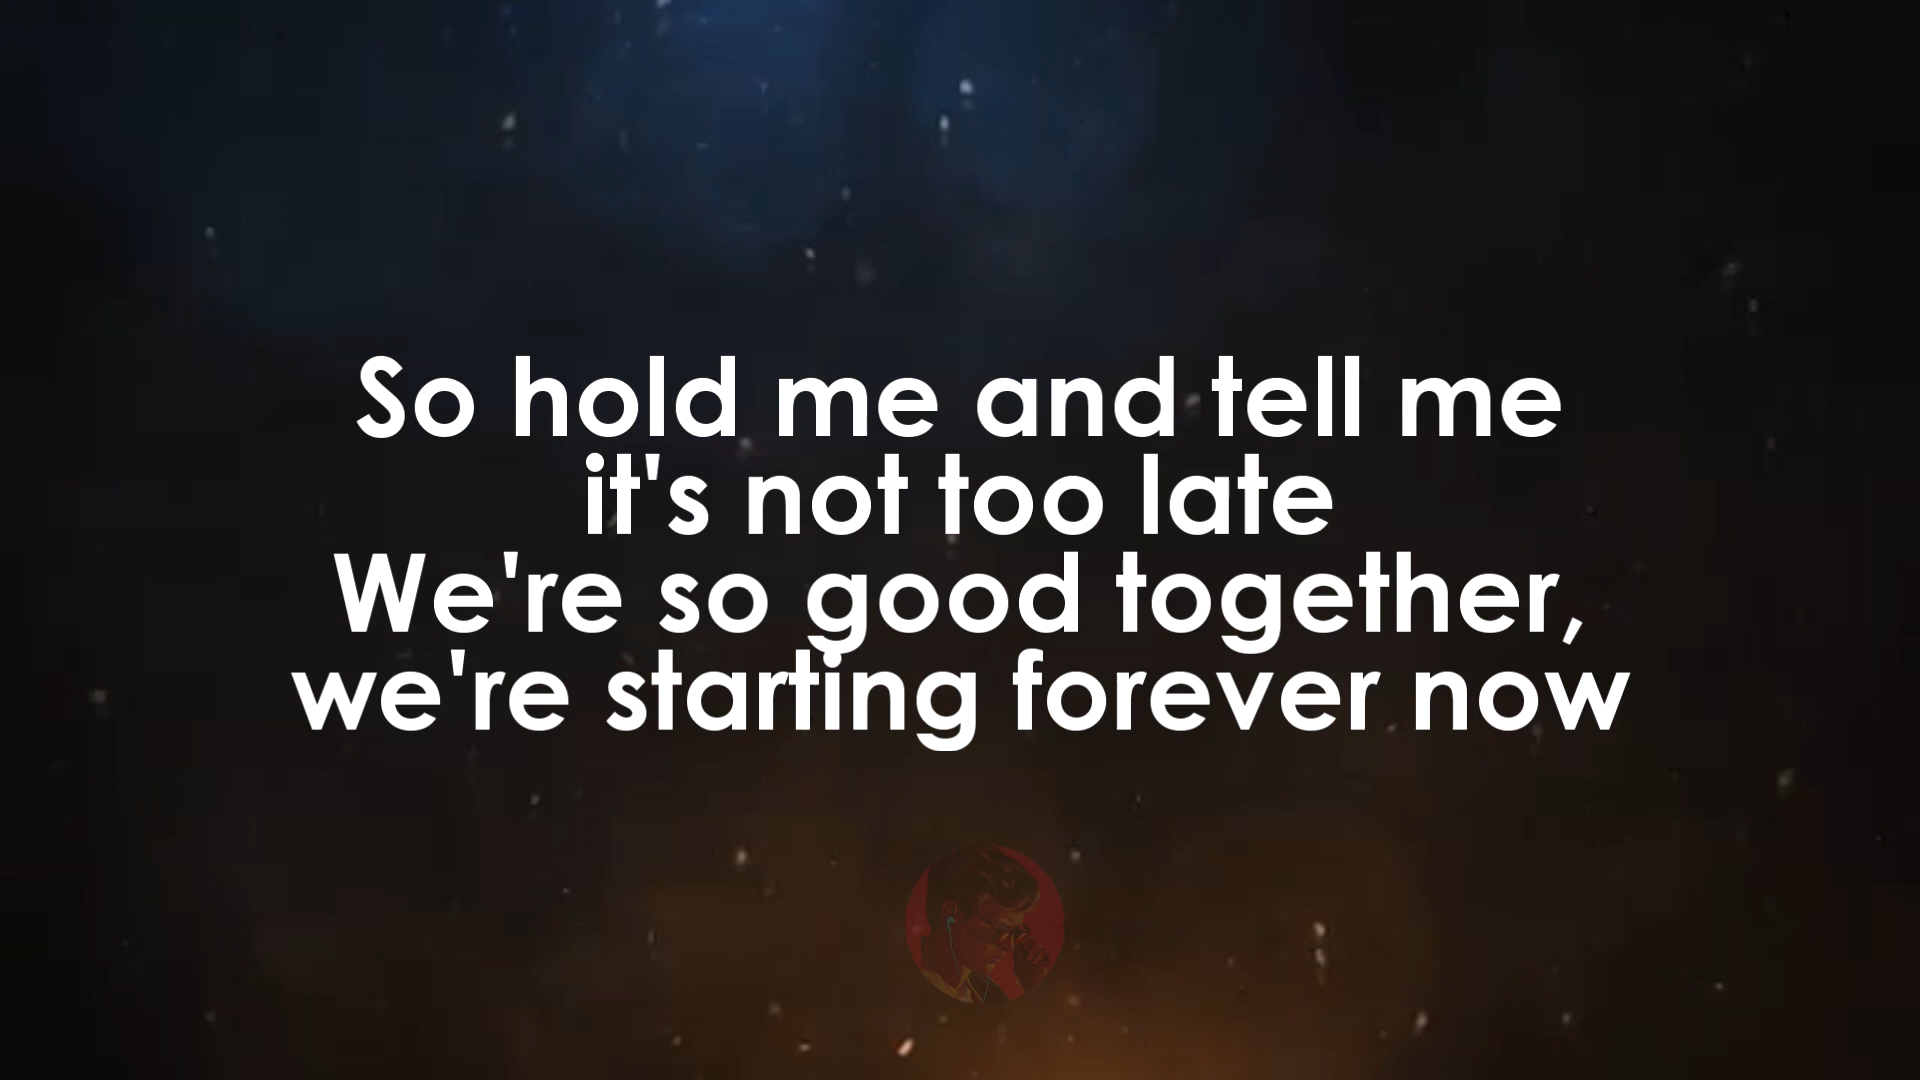 So hold me and tell me
it's not too late
We're so good together,
we're starting forever now